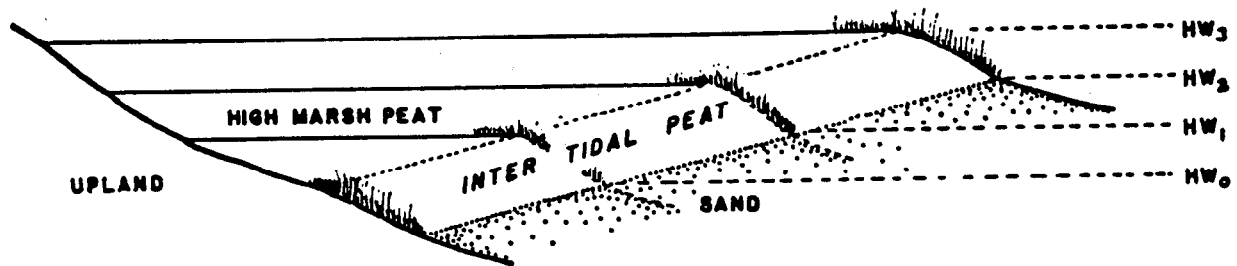 HW₃
HW₂
HIGH MARSH PEAT
INTER TIDAL PEAT
HW₁
UPLAND
HW₀
SAND